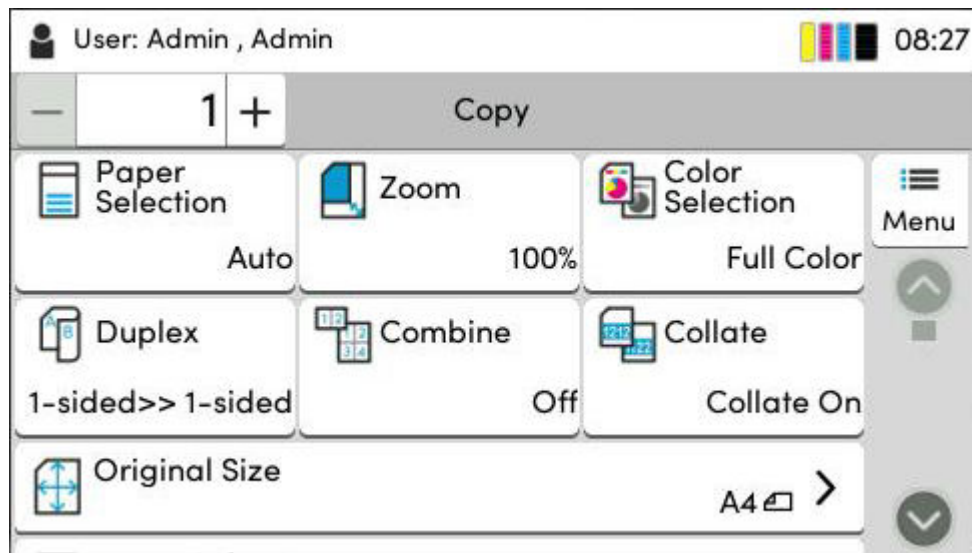 User: Admin , Admin
08:27
1
Copy
Paper
Selection
Auto
Zoom
100%
Color
Selection
Full Color
Menu
Duplex
1-sided>> 1-sided
Combine
Off
Collate
Collate On
Original Size
A4